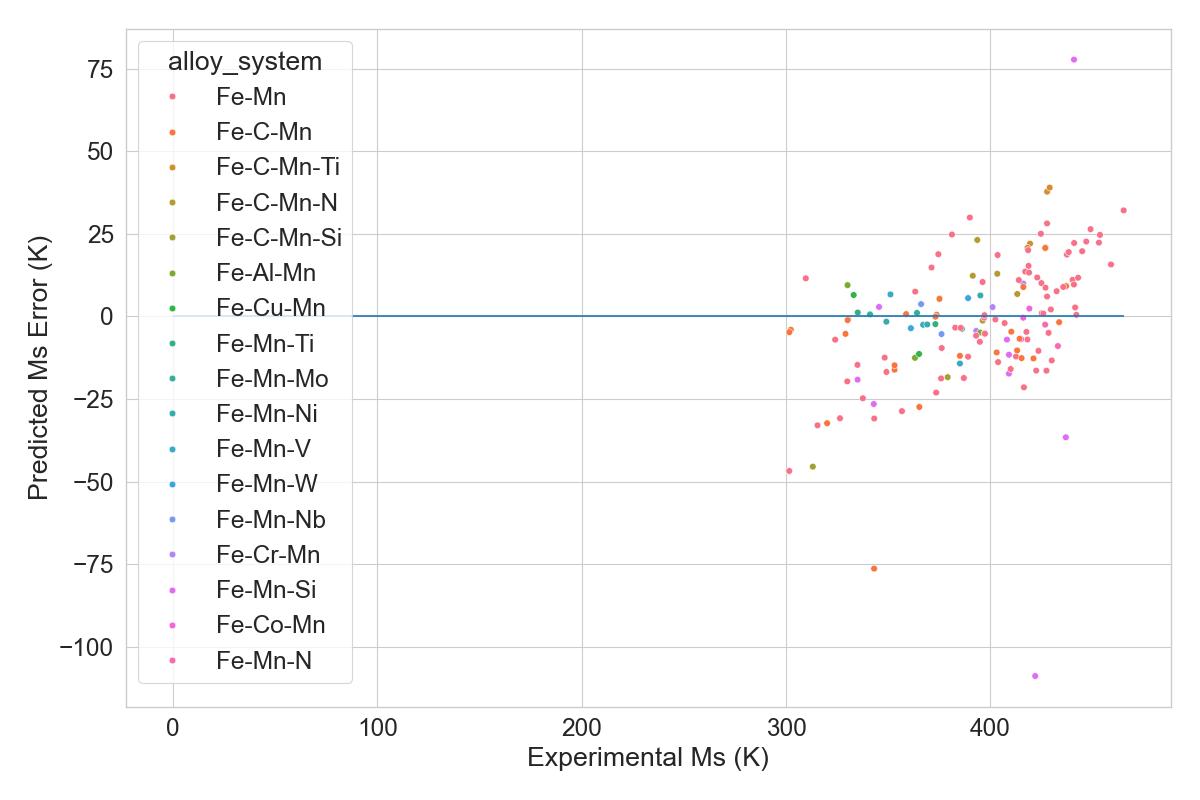 alloy_system
Fe-Mn
Fe-C-Mn
Fe-C-Mn-Ti
Fe-C-Mn-N
Fe-C-Mn-Si
Fe-Al-Mn
Fe-Cu-Mn
Fe-Mn-Ti
Fe-Mn-Mo
Fe-Mn-Ni
Fe-Mn-V
Fe-Mn-W
Fe-Mn-Nb
Fe-Cr-Mn
Fe-Mn-Si
Fe-Co-Mn
Fe-Mn-N
75
50
25
0
−25
−50
−75
−100
Predicted Ms Error (K)
0 100 200 300 400
Experimental Ms (K)